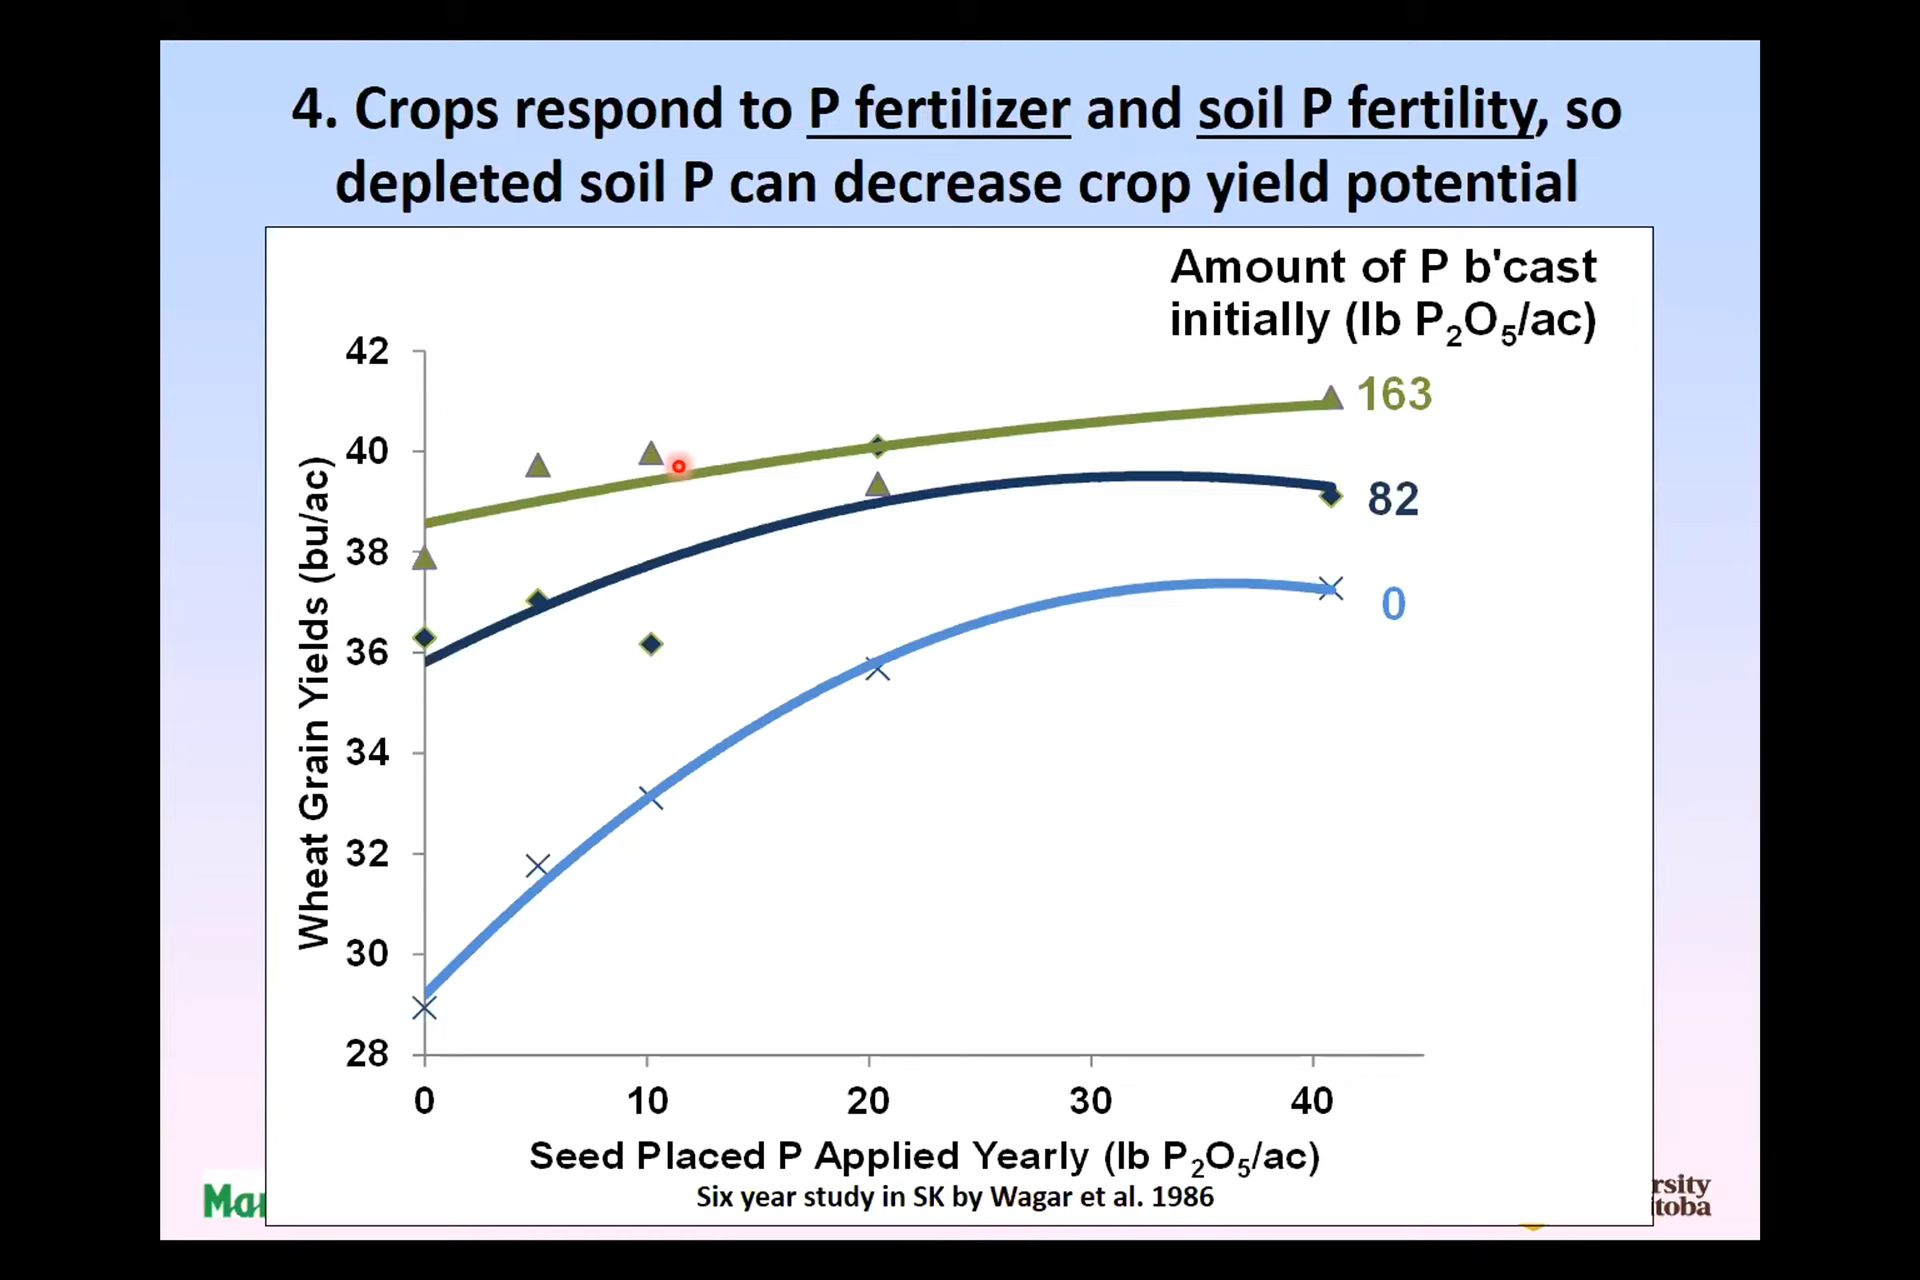 4. Crops respond to P fertilizer and soil P fertility, so
depleted soil P can decrease crop yield potential
Amount of P b'cast
initially (lb P₂O₅/ac)
42
40
38
36
34
32
30
28
Wheat Grain Yields (bu/ac)
163
82
0
0 10 20 30 40
Seed Placed P Applied Yearly (lb P₂O₅/ac)
Six year study in SK by Wagar et al. 1986
Ma
rsity
toba